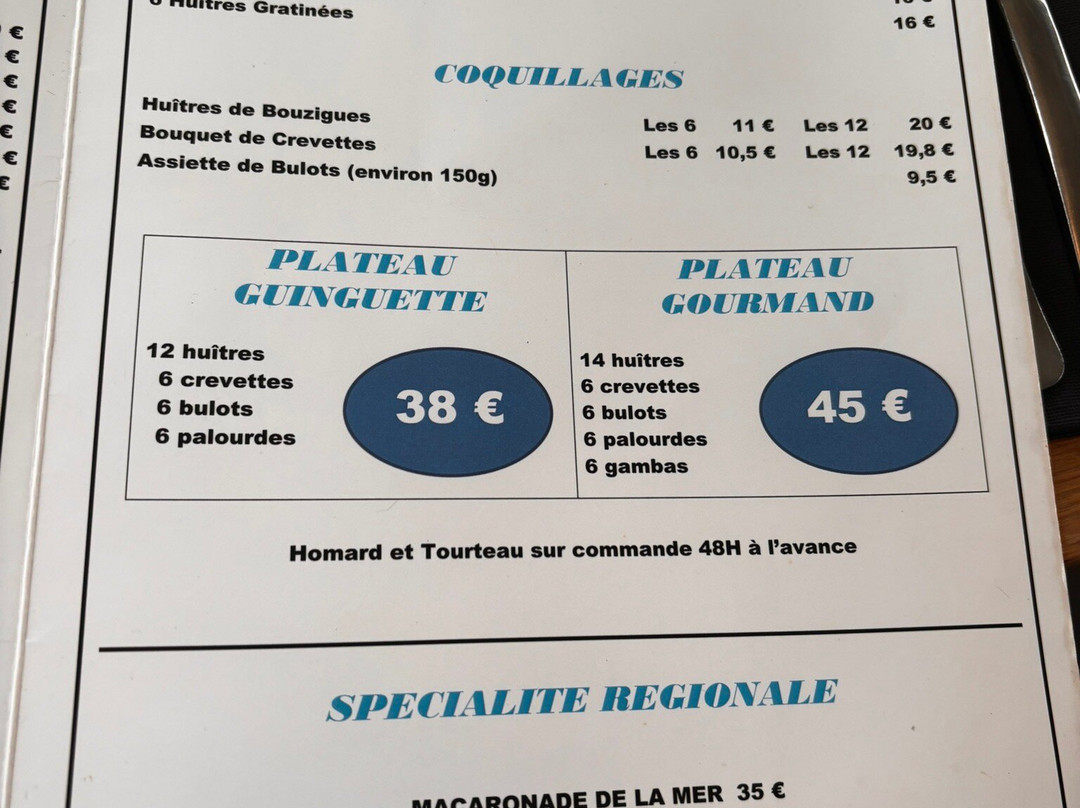 Huîtres Gratinées
16 €
COQUILLAGES
Huîtres de Bouzigues Les 6 11 € Les 12 20 €
Bouquet de Crevettes Les 6 10,5 € Les 12 19,8 €
Assiette de Bulots (environ 150g) 9,5 €
PLATEAU
GUINGUETTE
12 huîtres
6 crevettes
6 bulots
6 palourdes
38 €
PLATEAU
GOURMAND
14 huîtres
6 crevettes
6 bulots
6 palourdes
6 gambas
45 €
Homard et Tourteau sur commande 48H à l’avance
SPECIALITE REGIONALE
MACARONADE DE LA MER 35 €
€
€
€
€
€
€
€